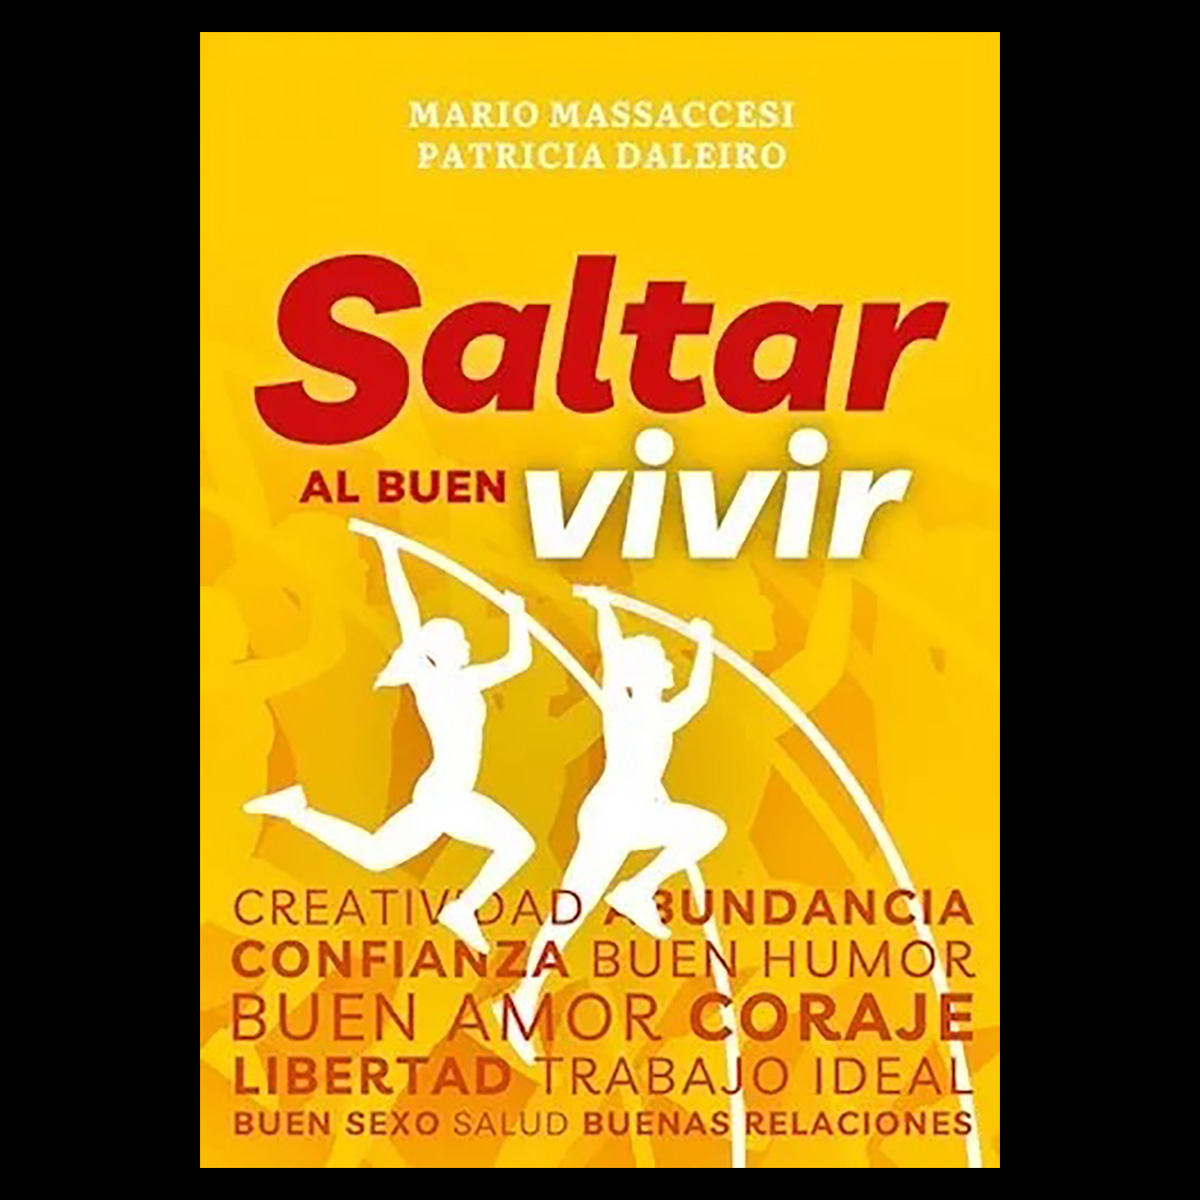 MARIO MASSACCESI
PATRICIA DALEIRO
Saltar
AL BUEN vivir
CREATIVIDAD ABUNDANCIA
CONFIANZA BUEN HUMOR
BUEN AMOR CORAJE
LIBERTAD TRABAJO IDEAL
BUEN SEXO SALUD BUENAS RELACIONES